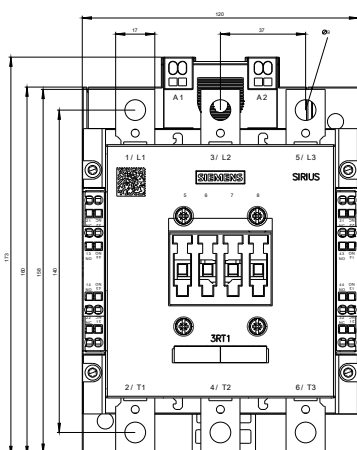 120
17
37
Ø9
A1
A2
1/ L1
3/ L2
5/ L3
SIEMENS
SIRIUS
5
6
7
8
173
160
158
140
3RT1
2/ T1
4/ T2
6/ T3